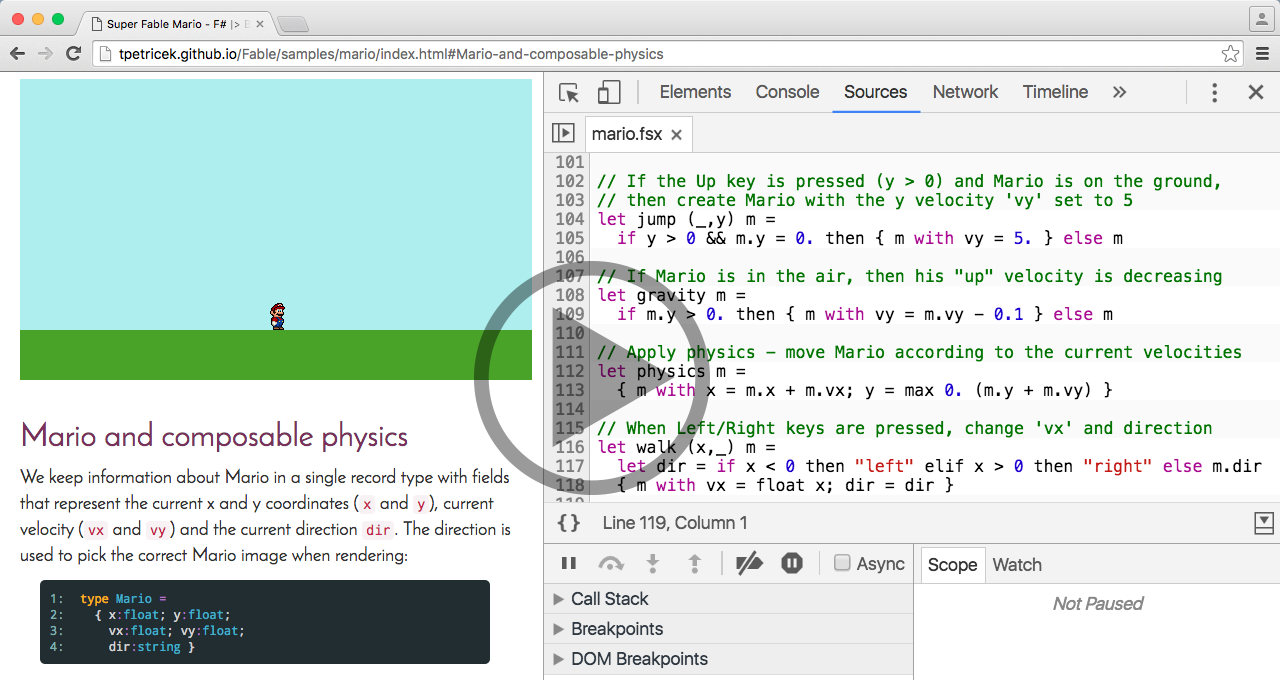 Super Fable Mario - F# |>
tpetricek.github.io/Fable/samples/mario/index.html#Mario-and-composable-physics
Mario and composable physics
We keep information about Mario in a single record type with fields
that represent the current x and y coordinates ( x and y ), current
velocity ( vx and vy ) and the current direction dir . The direction is
used to pick the correct Mario image when rendering:
1: type Mario =
2:   { x:float; y:float;
3:     vx:float; vy:float;
4:     dir:string }
Elements Console Sources Network Timeline »
mario.fsx ×
101
102 // If the Up key is pressed (y > 0) and Mario is on the ground,
103 // then create Mario with the y velocity 'vy' set to 5
104 let jump (_,y) m =
105   if y > 0 && m.y = 0. then { m with vy = 5. } else m
106
107 // If Mario is in the air, then his "up" velocity is decreasing
108 let gravity m =
109   if m.y > 0. then { m with vy = m.vy - 0.1 } else m
110
111 // Apply physics - move Mario according to the current velocities
112 let physics m =
113   { m with x = m.x + m.vx; y = max 0. (m.y + m.vy) }
114
115 // When Left/Right keys are pressed, change 'vx' and direction
116 let walk (x,_) m =
117   let dir = if x < 0 then "left" elif x > 0 then "right" else m.dir
118   { m with vx = float x; dir = dir }
{ } Line 119, Column 1
Async
Call Stack
Breakpoints
DOM Breakpoints
Scope Watch
Not Paused